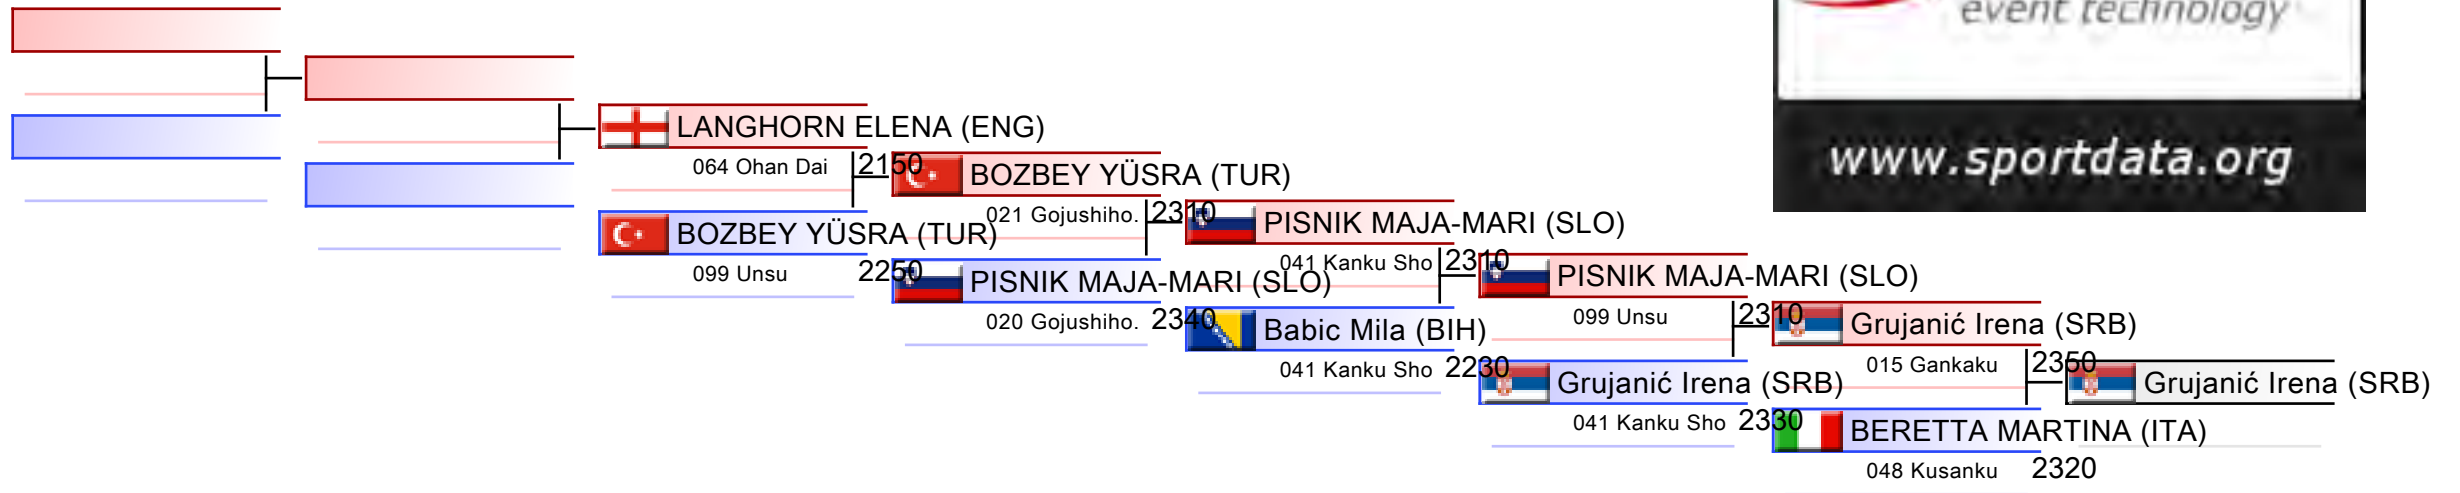 event technology
www.sportdata.org
LANGHORN ELENA (ENG)
064 Ohan Dai 2150
BOZBEY YÜSRA (TUR)
099 Unsu 2250
BOZBEY YÜSRA (TUR)
021 Gojushiho. 2310
PISNIK MAJA-MARI (SLO)
020 Gojushiho. 2340
PISNIK MAJA-MARI (SLO)
041 Kanku Sho 2310
Babic Mila (BIH)
041 Kanku Sho 2230
PISNIK MAJA-MARI (SLO)
099 Unsu 2310
Grujanić Irena (SRB)
041 Kanku Sho 2330
Grujanić Irena (SRB)
015 Gankaku 2350
BERETTA MARTINA (ITA)
048 Kusanku 2320
Grujanić Irena (SRB)